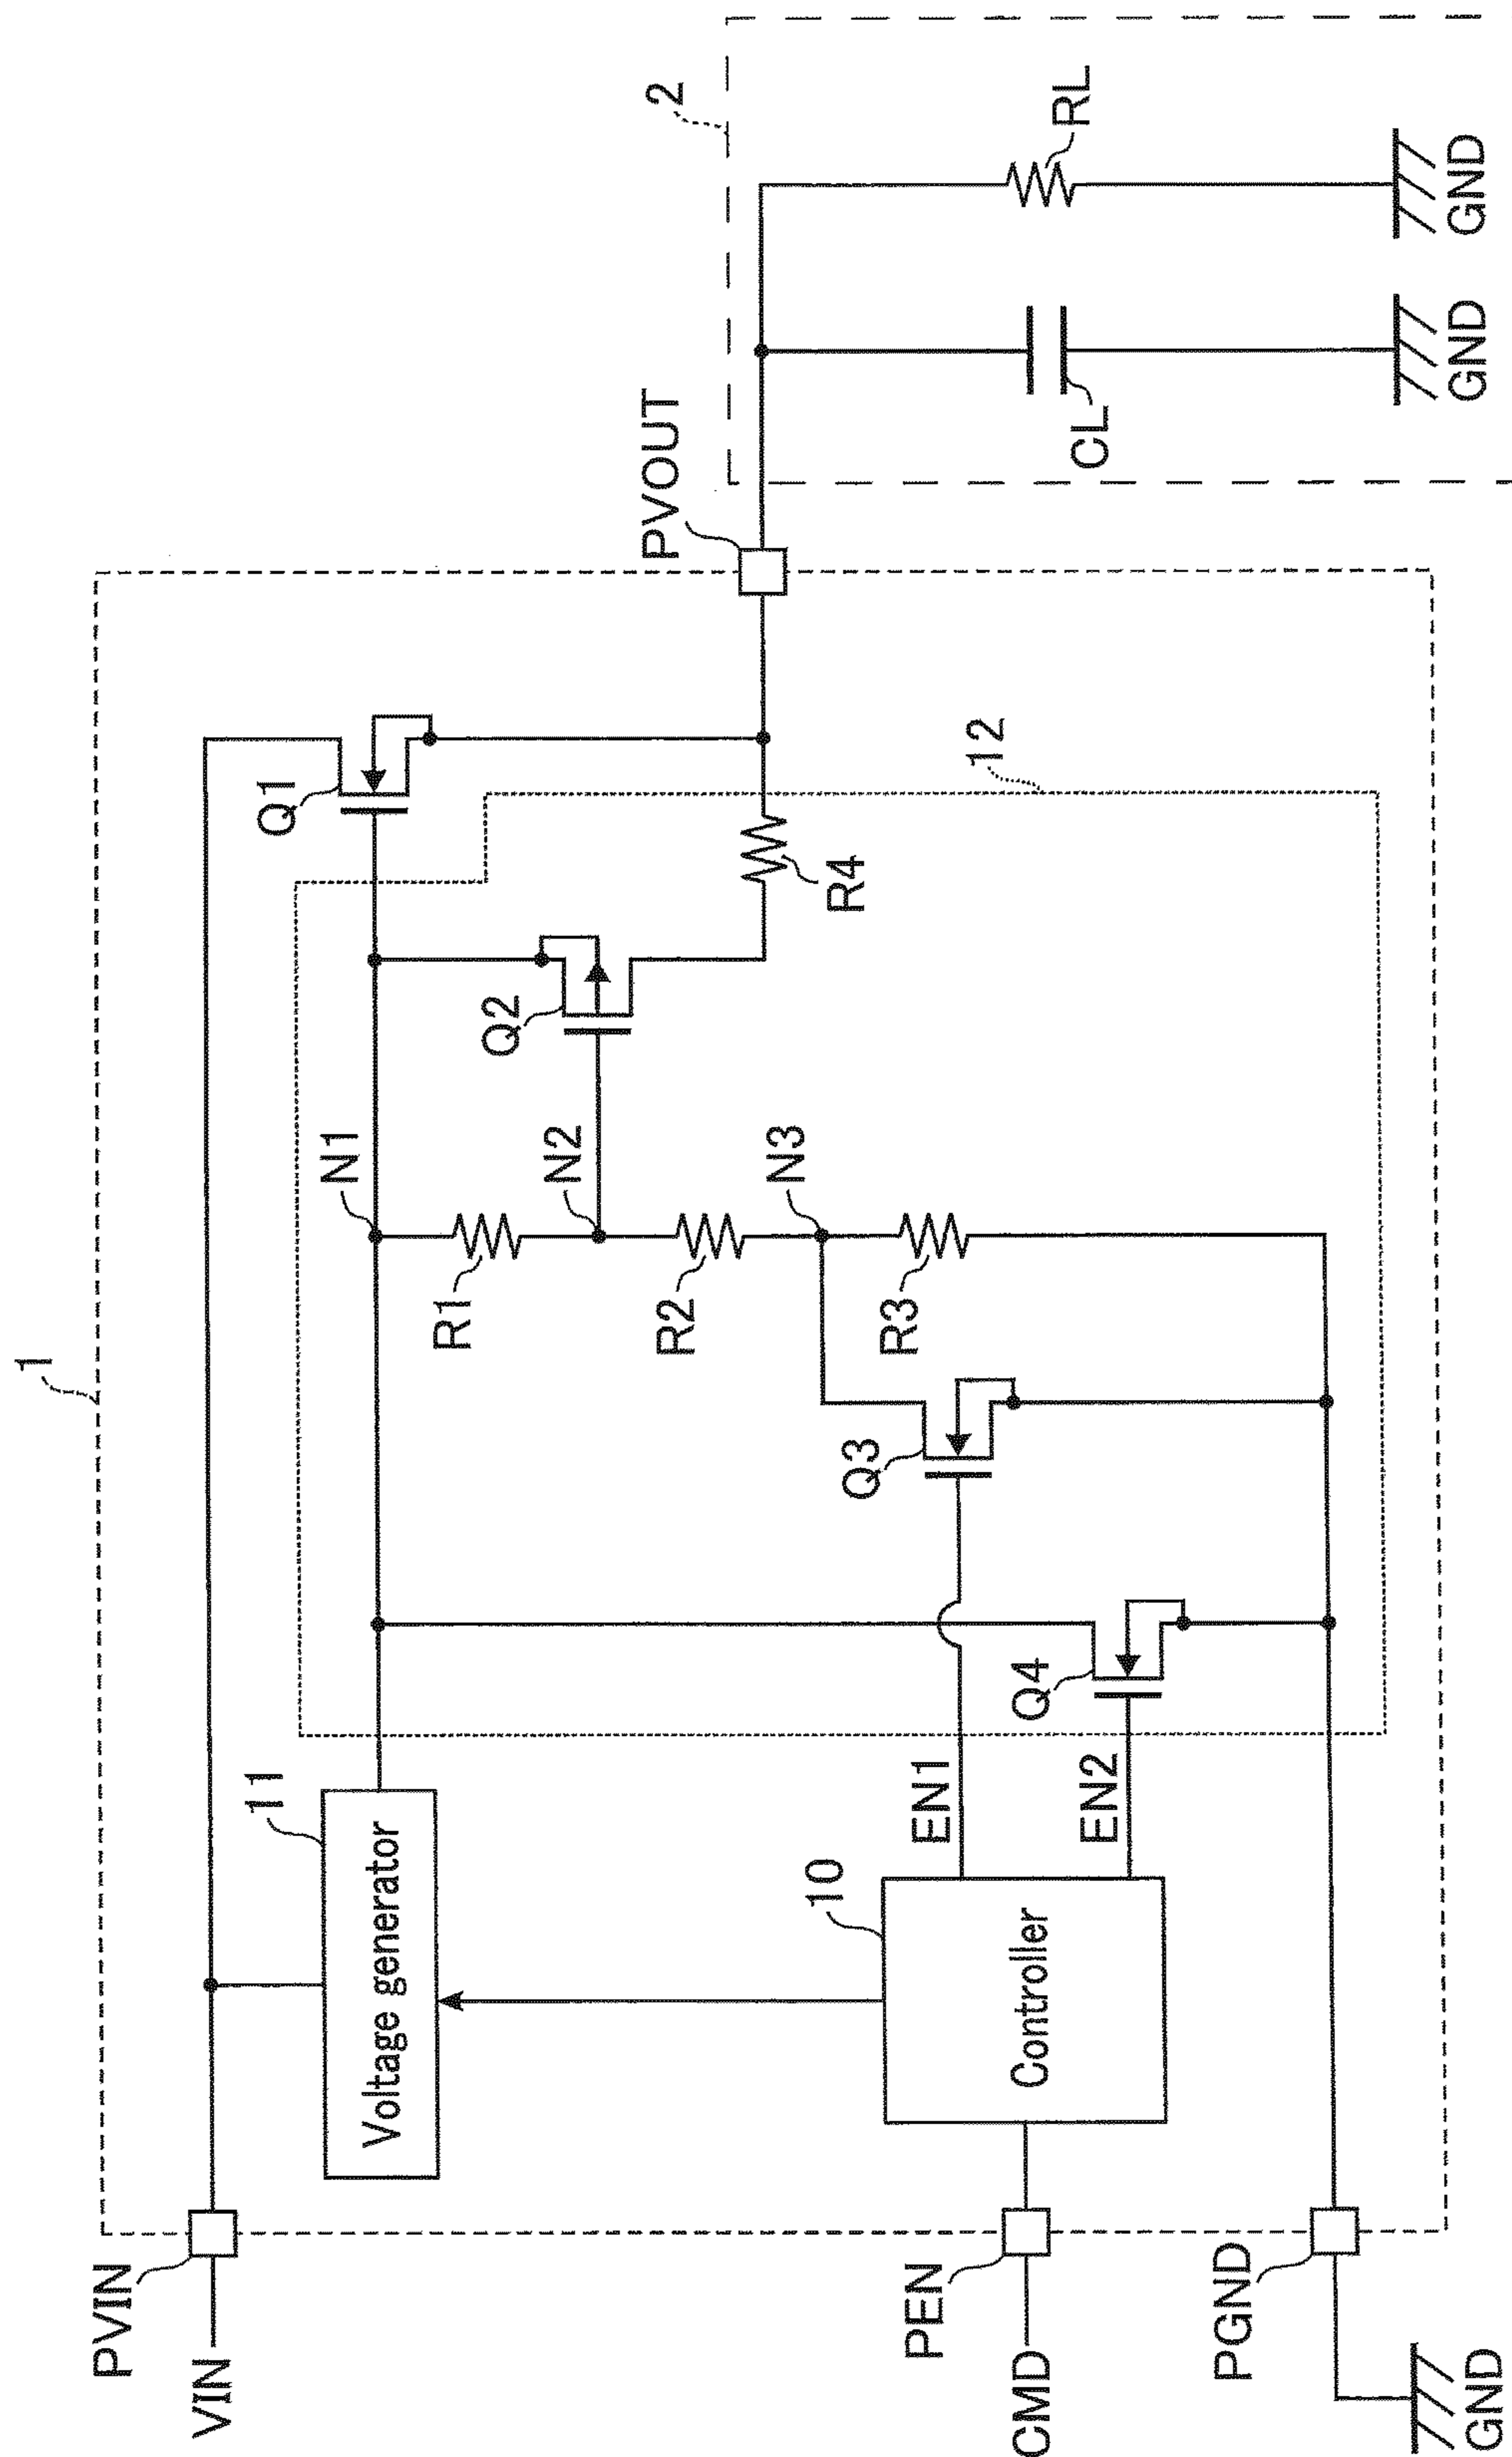 1
2
PVIN
VIN
11
Voltage generator
N1
Q1
PVOUT
R1
Q2
N2
R2
N3
R4
12
CL
RL
GND
GND
10
Controller
EN1
EN2
Q3
R3
Q4
PEN
CMD
PGND
GND